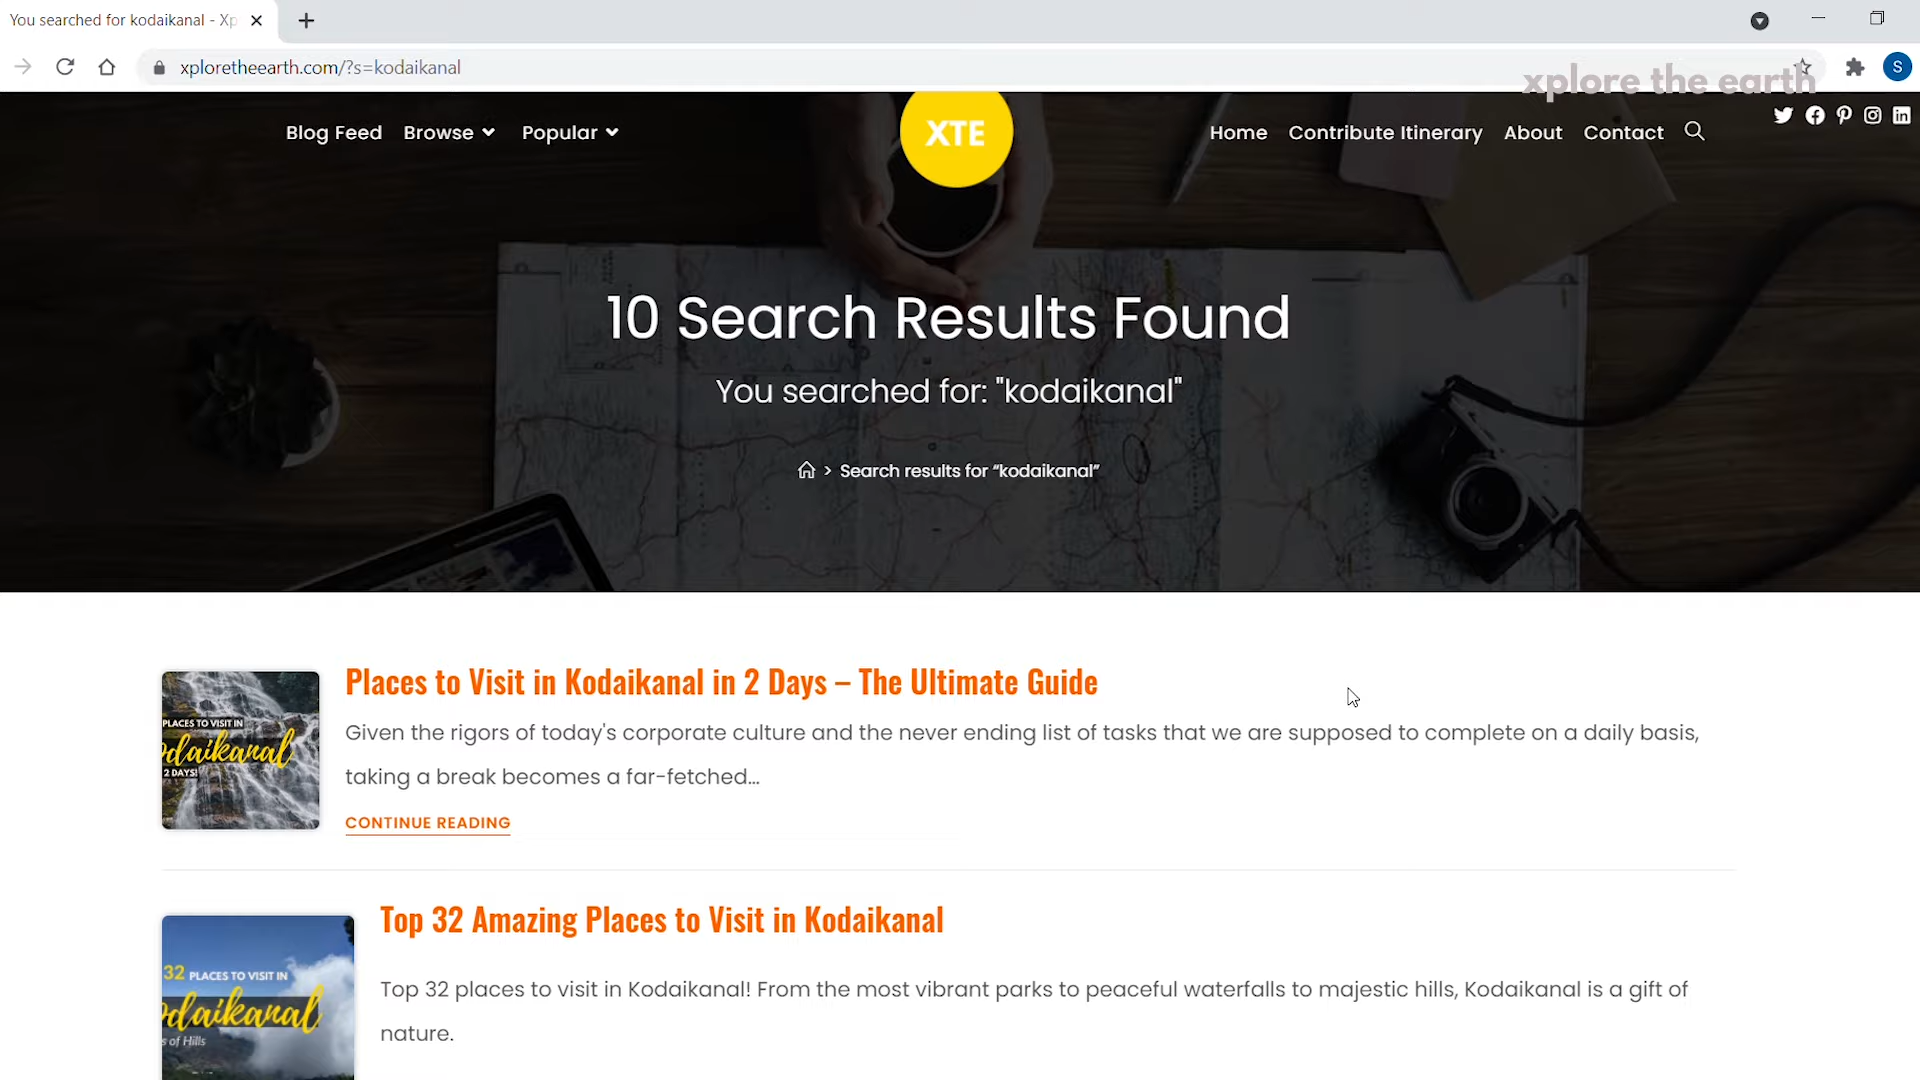 You searched for kodaikanal - Xp
xploretheearth.com/?s=kodaikanal
S
xplore the earth
Blog Feed Browse Popular
XTE
Home Contribute Itinerary About Contact
10 Search Results Found
You searched for: "kodaikanal"
> Search results for “kodaikanal”
PLACES TO VISIT IN
odaikanal
2 DAYS!
Places to Visit in Kodaikanal in 2 Days – The Ultimate Guide
Given the rigors of today's corporate culture and the never ending list of tasks that we are supposed to complete on a daily basis,
taking a break becomes a far-fetched…
CONTINUE READING
32 PLACES TO VISIT IN
odaikanal
s of Hills
Top 32 Amazing Places to Visit in Kodaikanal
Top 32 places to visit in Kodaikanal! From the most vibrant parks to peaceful waterfalls to majestic hills, Kodaikanal is a gift of
nature.